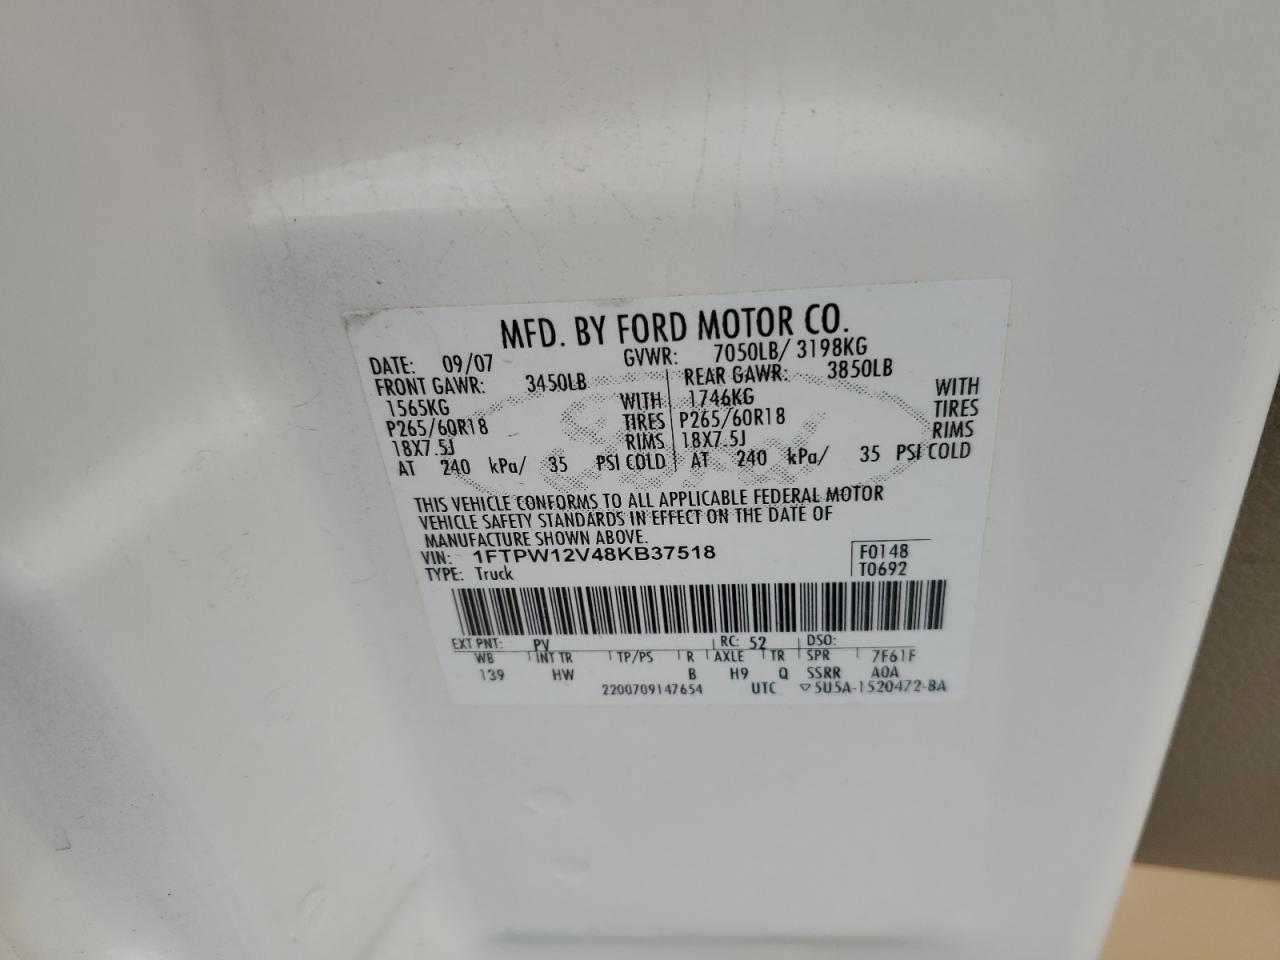 MFD. BY FORD MOTOR CO.
DATE: 09/07 GVWR: 7050LB/ 3198KG
FRONT GAWR: 3450LB REAR GAWR: 3850LB
1565KG WITH 1746KG WITH
P265/60R18 TIRES P265/60R18 TIRES
18X7.5J RIMS 18X7.5J RIMS
AT 240 kPa/ 35 PSI COLD AT 240 kPa/ 35 PSI COLD
THIS VEHICLE CONFORMS TO ALL APPLICABLE FEDERAL MOTOR
VEHICLE SAFETY STANDARDS IN EFFECT ON THE DATE OF
MANUFACTURE SHOWN ABOVE.
VIN: 1FTPW12V48KB37518 F0148
TYPE: Truck T0692
EXT PNT: PV RC: 52 DSO:
WB INT TR TP/PS R AXLE TR SPR 7F61F
139 HW B H9 Q SSRR A0A
2200709147654 UTC ▽5U5A-1520472-BA